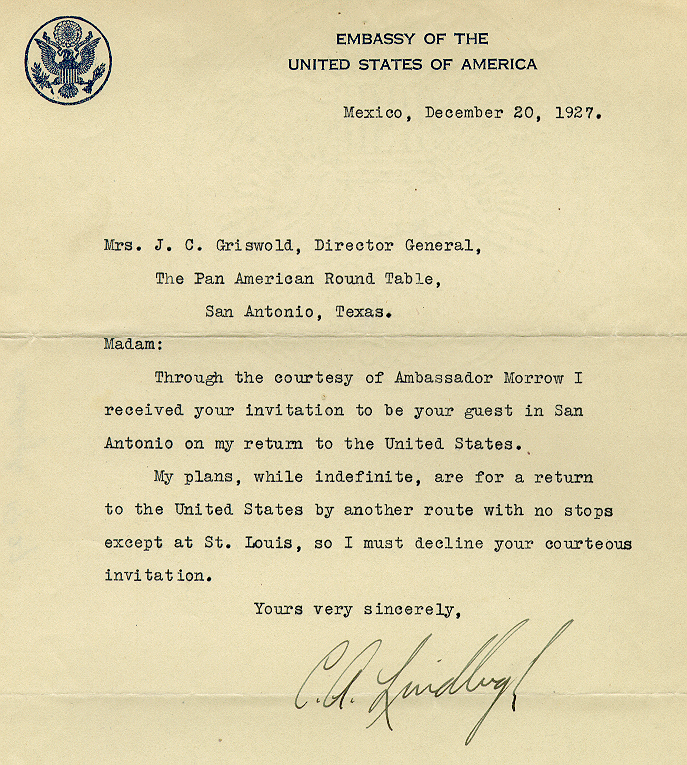 EMBASSY OF THE
UNITED STATES OF AMERICA
Mexico, December 20, 1927.
Mrs. J. C. Griswold, Director General,
The Pan American Round Table,
San Antonio, Texas.
Madam:
Through the courtesy of Ambassador Morrow I
received your invitation to be your guest in San
Antonio on my return to the United States.
My plans, while indefinite, are for a return
to the United States by another route with no stops
except at St. Louis, so I must decline your courteous
invitation.
Yours very sincerely,
C. A. Lindbergh